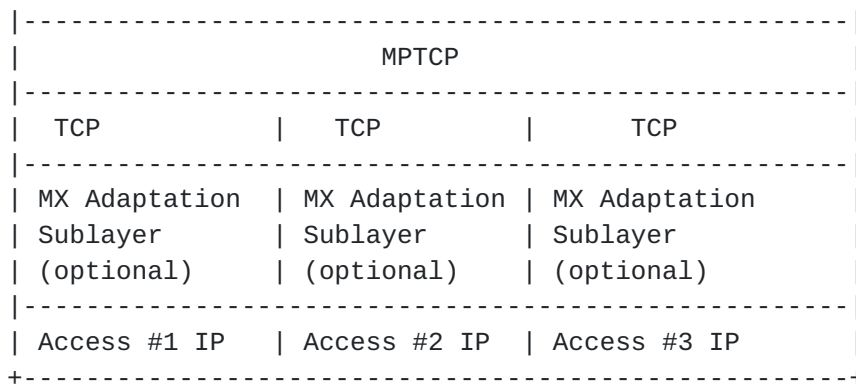 |-----------------------------------------------------|
|                       MPTCP                         |
|-----------------------------------------------------|
|  TCP           |   TCP         |      TCP           |
|-----------------------------------------------------|
| MX Adaptation  | MX Adaptation | MX Adaptation      |
| Sublayer       | Sublayer      | Sublayer           |
| (optional)     | (optional)    | (optional)         |
|-----------------------------------------------------|
| Access #1 IP   | Access #2 IP  | Access #3 IP       |
+-----------------------------------------------------+